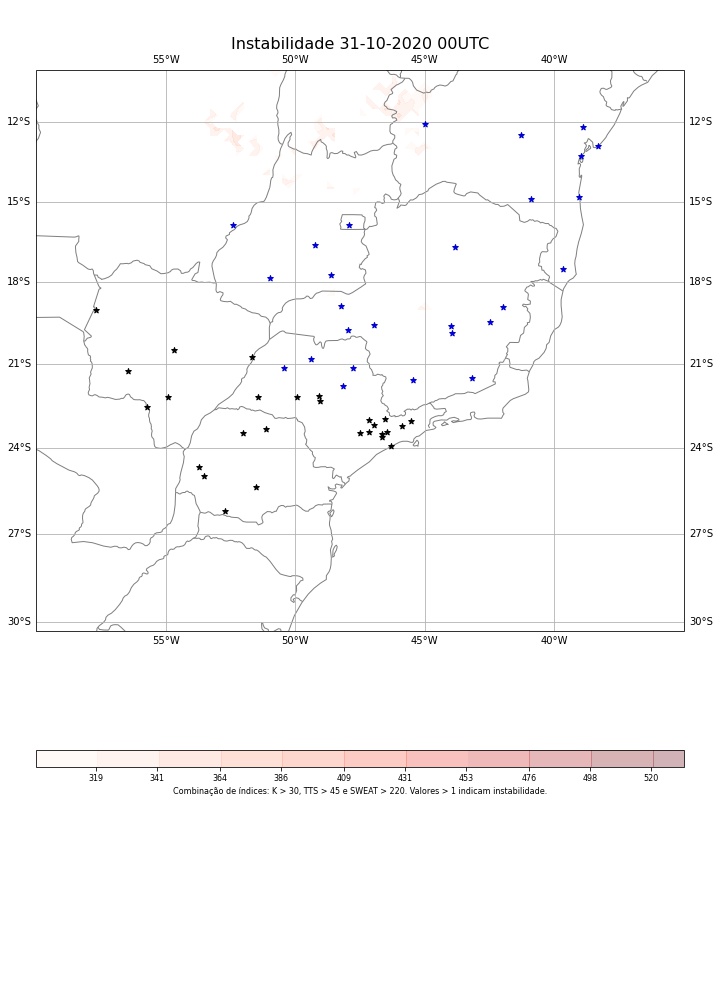 Instabilidade 31-10-2020 00UTC
55°W 50°W 45°W 40°W
12°S 12°S
15°S 15°S
18°S 18°S
21°S 21°S
24°S 24°S
27°S 27°S
30°S 30°S
55°W 50°W 45°W 40°W
319 341 364 386 409 431 453 476 498 520
Combinação de índices: K > 30, TTS > 45 e SWEAT > 220. Valores > 1 indicam instabilidade.